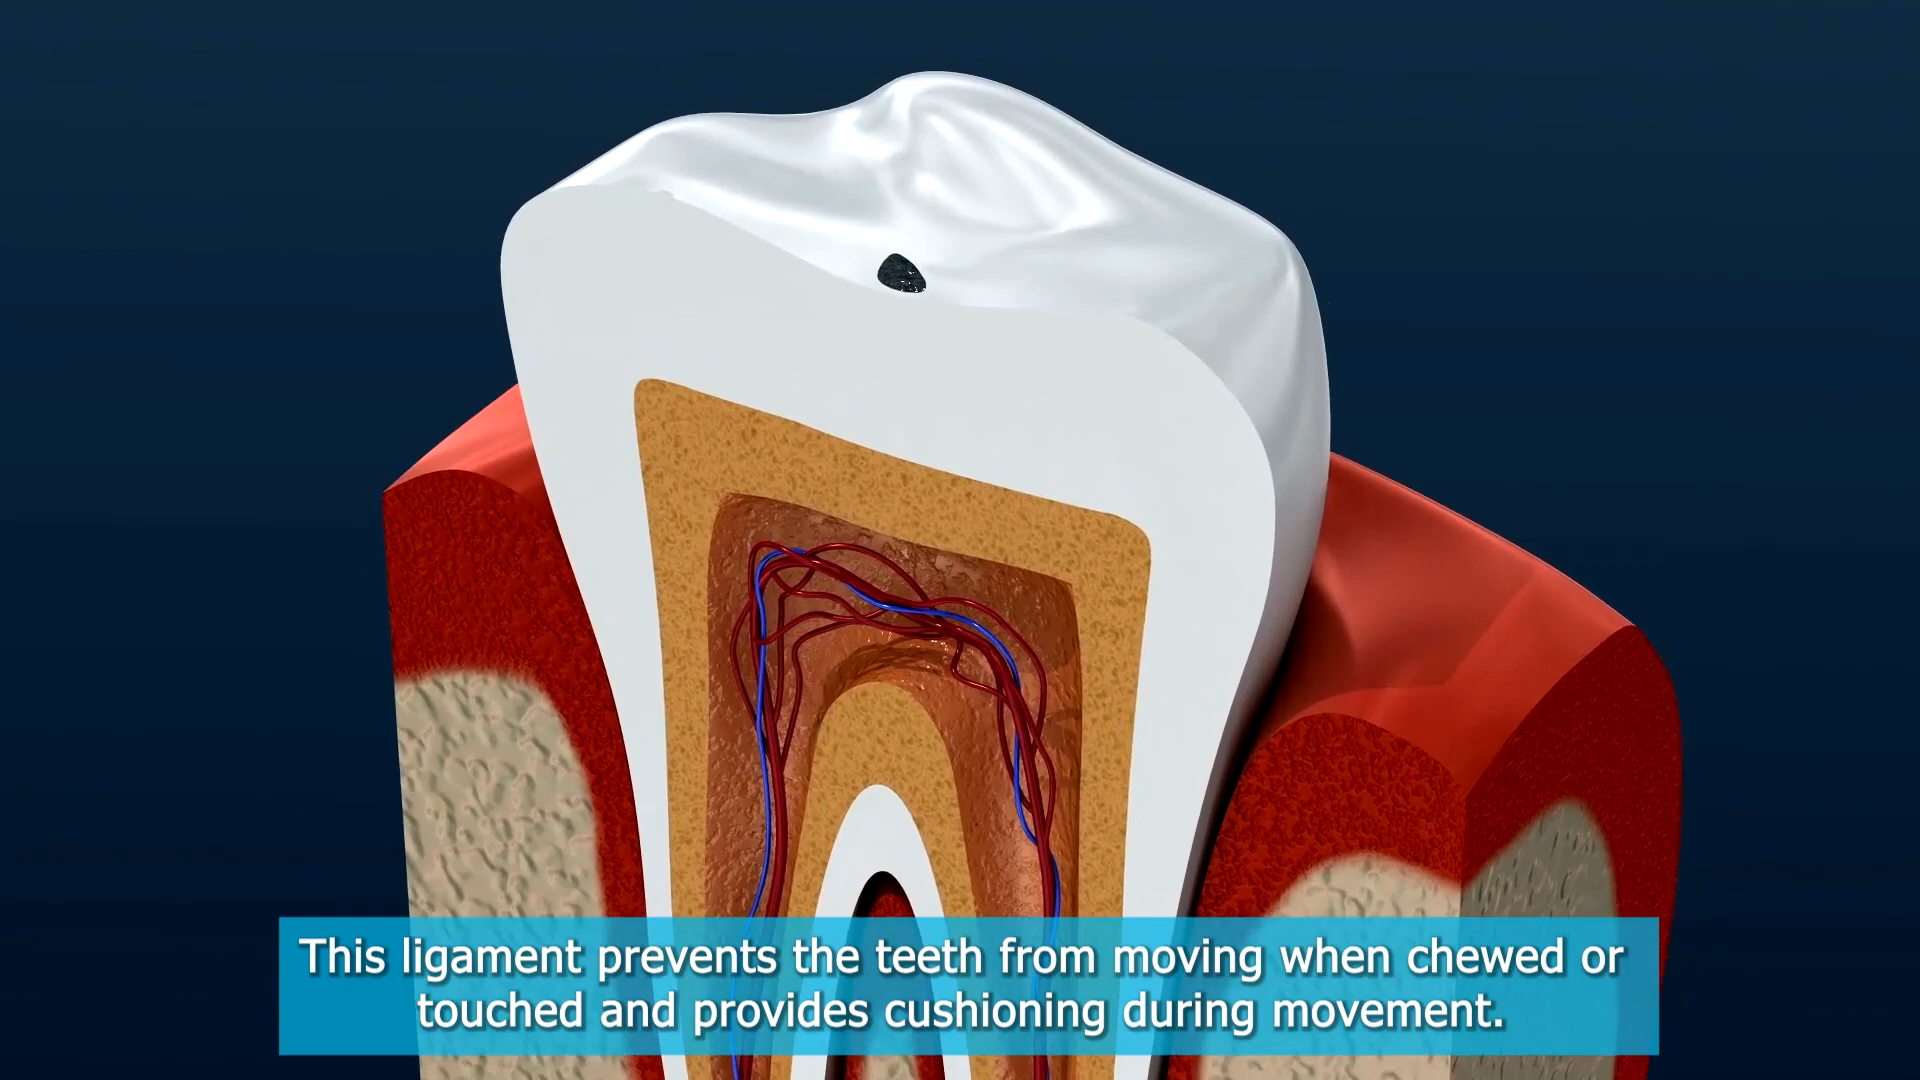 This ligament prevents the teeth from moving when chewed or
touched and provides cushioning during movement.